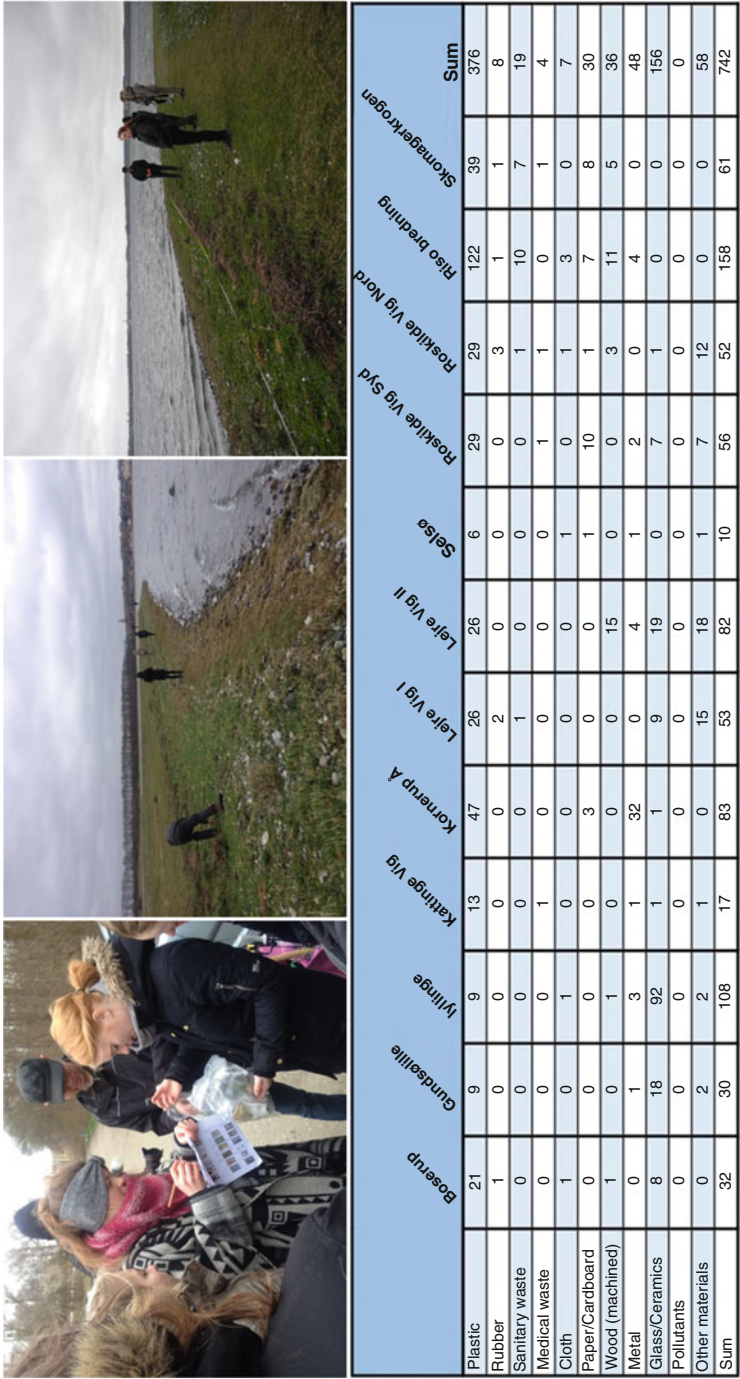 Boserup Gundsølille lyllinge Kattinge Vig Kornerup Å Lejre Vig I Lejre Vig II Selsø Roskilde Vig Syd Roskilde Vig Nord Riso bredning Skomagerkrogen Sum
Plastic 21 9 9 13 47 26 26 6 29 29 122 39 376
Rubber 1 0 0 0 0 2 0 0 0 3 1 1 8
Sanitary waste 0 0 0 0 0 1 0 0 0 1 10 7 19
Medical waste 0 0 0 1 0 0 0 0 1 1 0 1 4
Cloth 1 0 1 0 0 0 0 1 0 1 3 0 7
Paper/Cardboard 0 0 0 0 3 0 0 1 10 1 7 8 30
Wood (machined) 1 0 1 0 0 0 15 0 0 3 11 5 36
Metal 0 1 3 1 32 0 4 1 2 0 4 0 48
Glass/Ceramics 8 18 92 1 1 9 19 0 7 1 0 0 156
Pollutants 0 0 0 0 0 0 0 0 0 0 0 0 0
Other materials 0 2 2 1 0 15 18 1 7 12 0 0 58
Sum 32 30 108 17 83 53 82 10 56 52 158 61 742